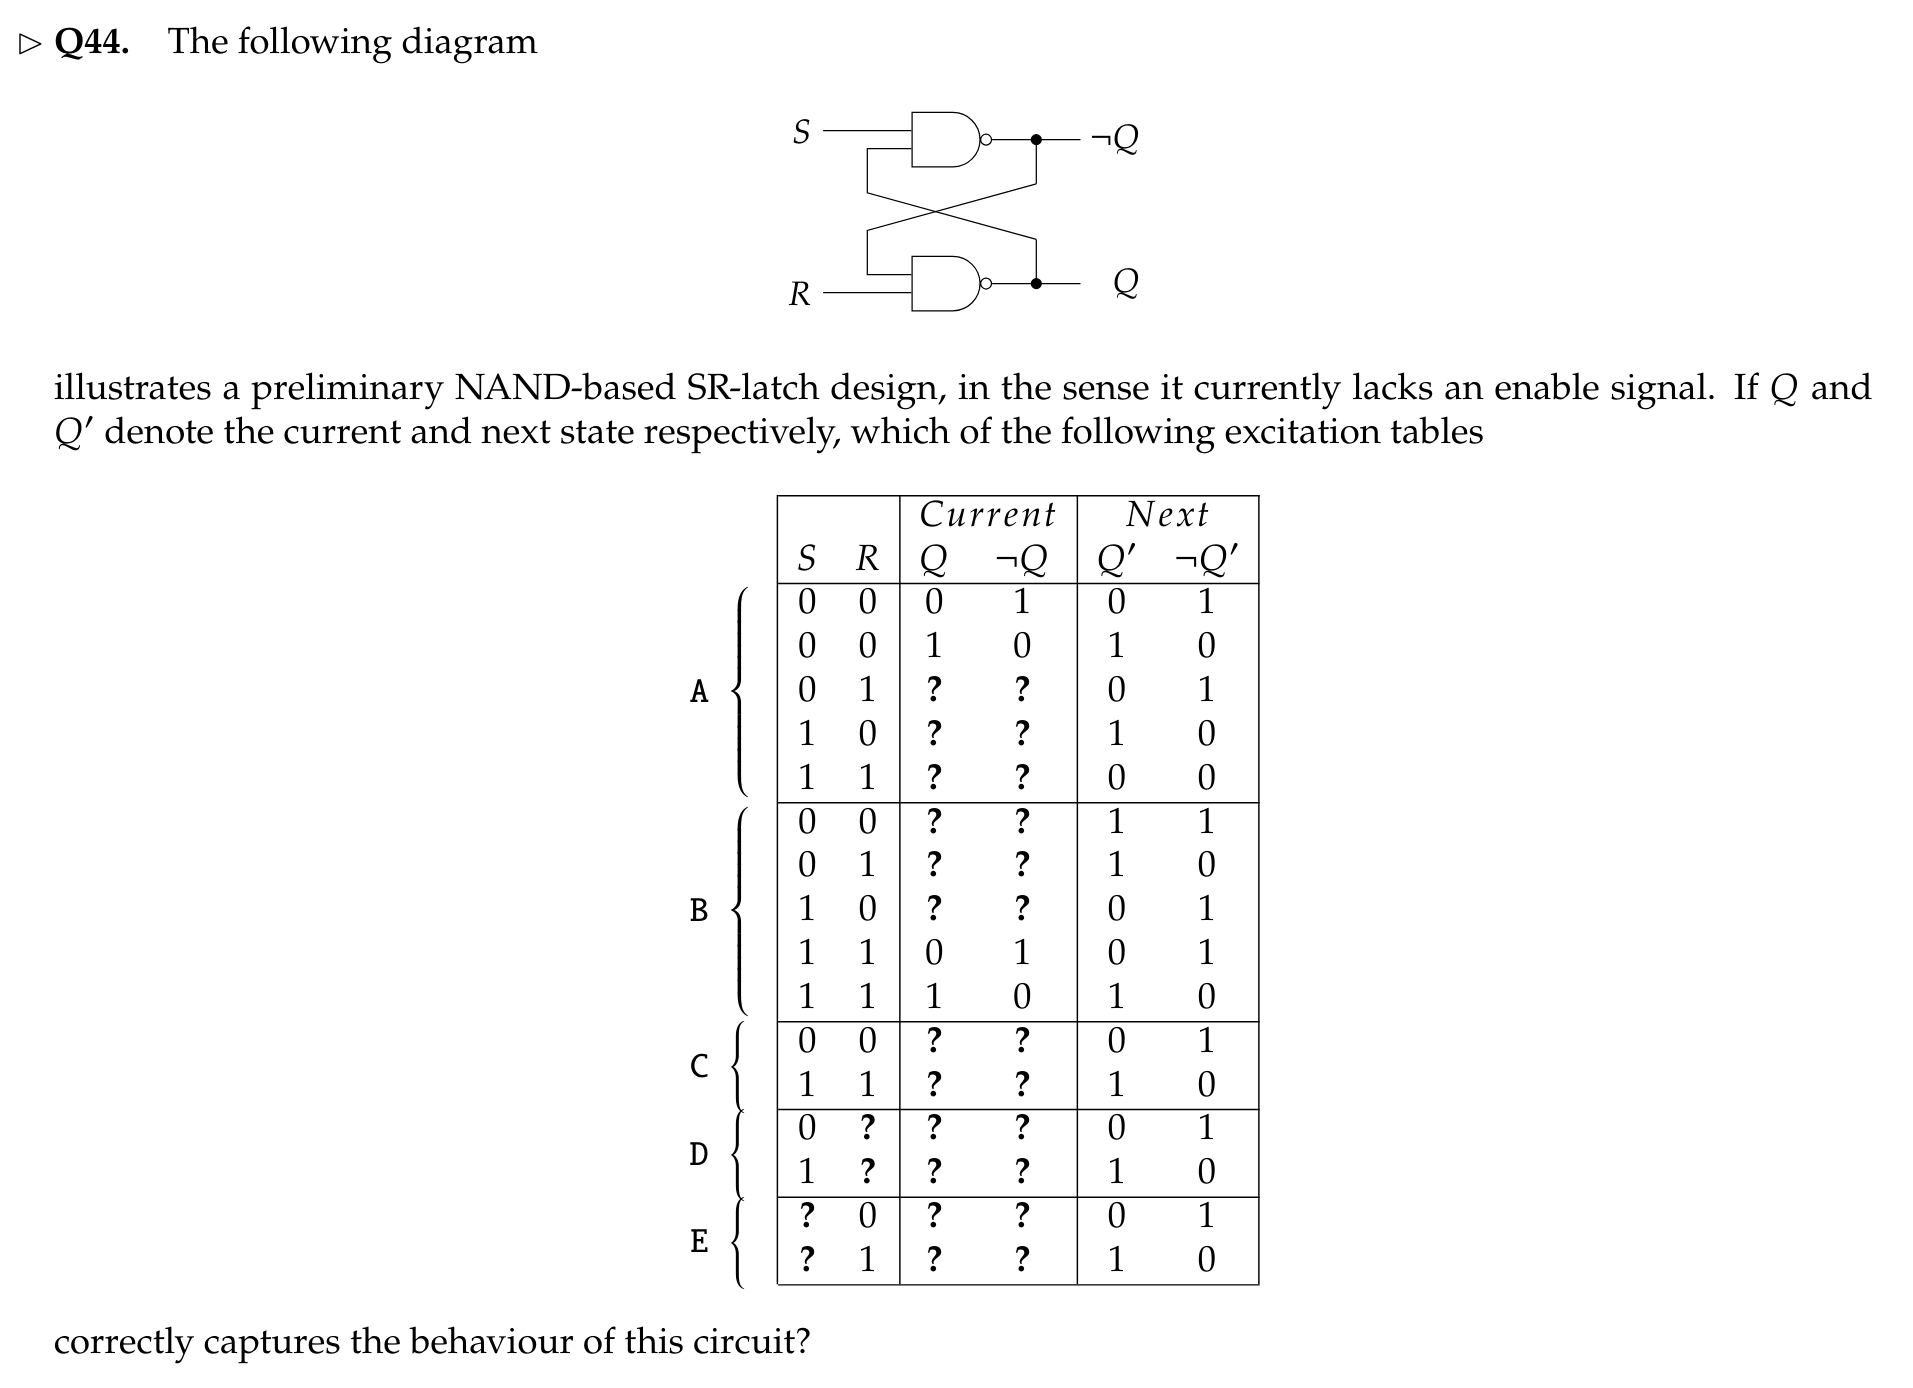 ▷ Q44. The following diagram
S ¬Q
R Q
illustrates a preliminary NAND-based SR-latch design, in the sense it currently lacks an enable signal. If Q and
Q′ denote the current and next state respectively, which of the following excitation tables
Current Next
S R Q ¬Q Q′ ¬Q′
0 0 0 1 0 1
0 0 1 0 1 0
A 0 1 ? ? 0 1
1 0 ? ? 1 0
1 1 ? ? 0 0
0 0 ? ? 1 1
0 1 ? ? 1 0
B 1 0 ? ? 0 1
1 1 0 1 0 1
1 1 1 0 1 0
C
0 0 ? ? 0 1
1 1 ? ? 1 0
D
0 ? ? ? 0 1
1 ? ? ? 1 0
E
? 0 ? ? 0 1
? 1 ? ? 1 0
correctly captures the behaviour of this circuit?